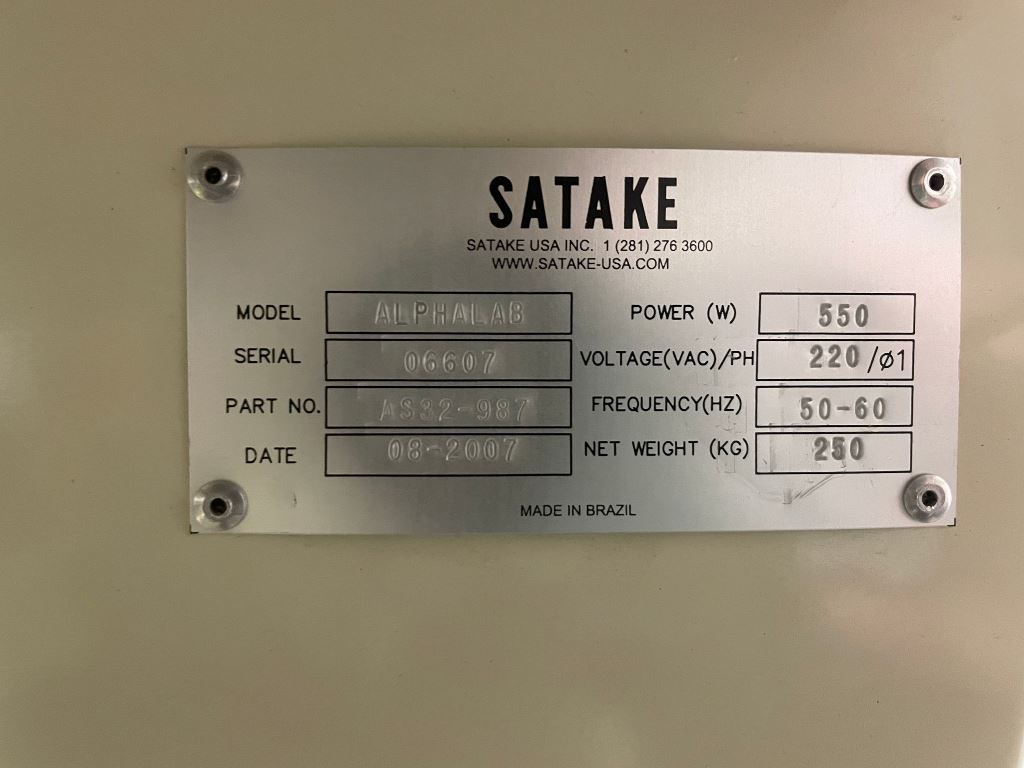 SATAKE
SATAKE USA INC. 1 (281) 276 3600
WWW.SATAKE-USA.COM
MODEL ALPHALAB POWER (W) 550
SERIAL 06607 VOLTAGE(VAC)/PH 220 /ø1
PART NO. AS32-987 FREQUENCY(HZ) 50-60
DATE 08-2007 NET WEIGHT (KG) 250
MADE IN BRAZIL